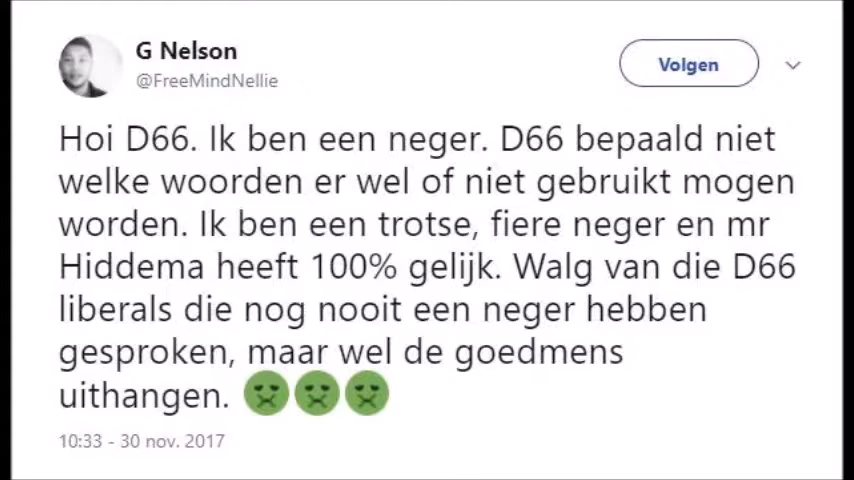 G Nelson
@FreeMindNellie
Volgen
Hoi D66. Ik ben een neger. D66 bepaald niet
welke woorden er wel of niet gebruikt mogen
worden. Ik ben een trotse, fiere neger en mr
Hiddema heeft 100% gelijk. Walg van die D66
liberals die nog nooit een neger hebben
gesproken, maar wel de goedmens
uithangen. 🤢🤢🤢
10:33 - 30 nov. 2017